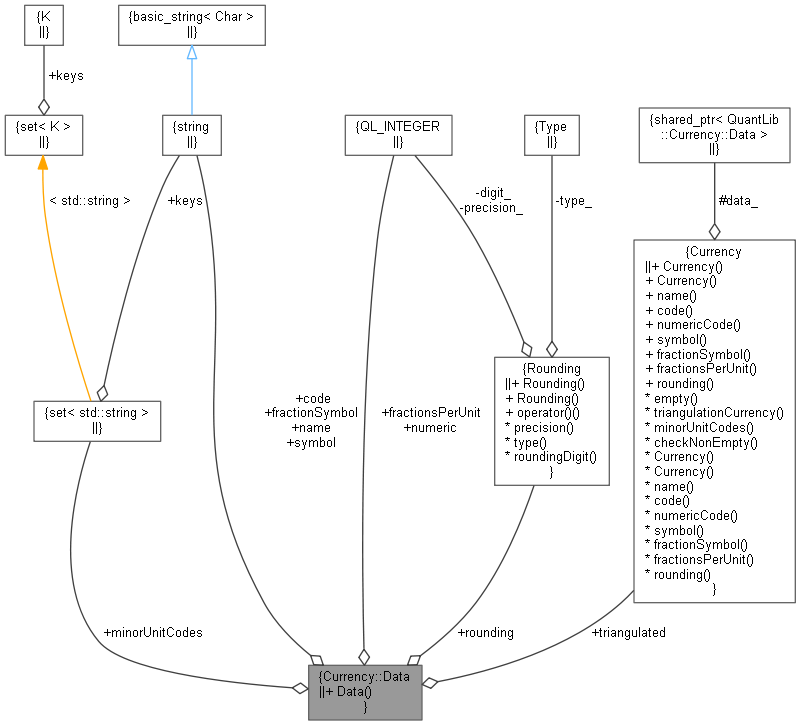 {K
||}
{basic_string< Char >
||}
+keys
{set< K >
||}
{string
||}
{QL_INTEGER
||}
{Type
||}
{shared_ptr< QuantLib
::Currency::Data >
||}
< std::string >
+keys
-digit_
-precision_
-type_
#data_
{Currency
||+ Currency()
+ Currency()
+ name()
+ code()
+ numericCode()
+ symbol()
+ fractionSymbol()
+ fractionsPerUnit()
+ rounding()
* empty()
* triangulationCurrency()
* minorUnitCodes()
* checkNonEmpty()
* Currency()
* Currency()
* name()
* code()
* numericCode()
* symbol()
* fractionSymbol()
* fractionsPerUnit()
* rounding()
}
{Rounding
||+ Rounding()
+ Rounding()
+ operator()()
* precision()
* type()
* roundingDigit()
}
{set< std::string >
||}
+code
+fractionSymbol
+name
+symbol
+fractionsPerUnit
+numeric
+minorUnitCodes
+rounding
+triangulated
{Currency::Data
||+ Data()
}